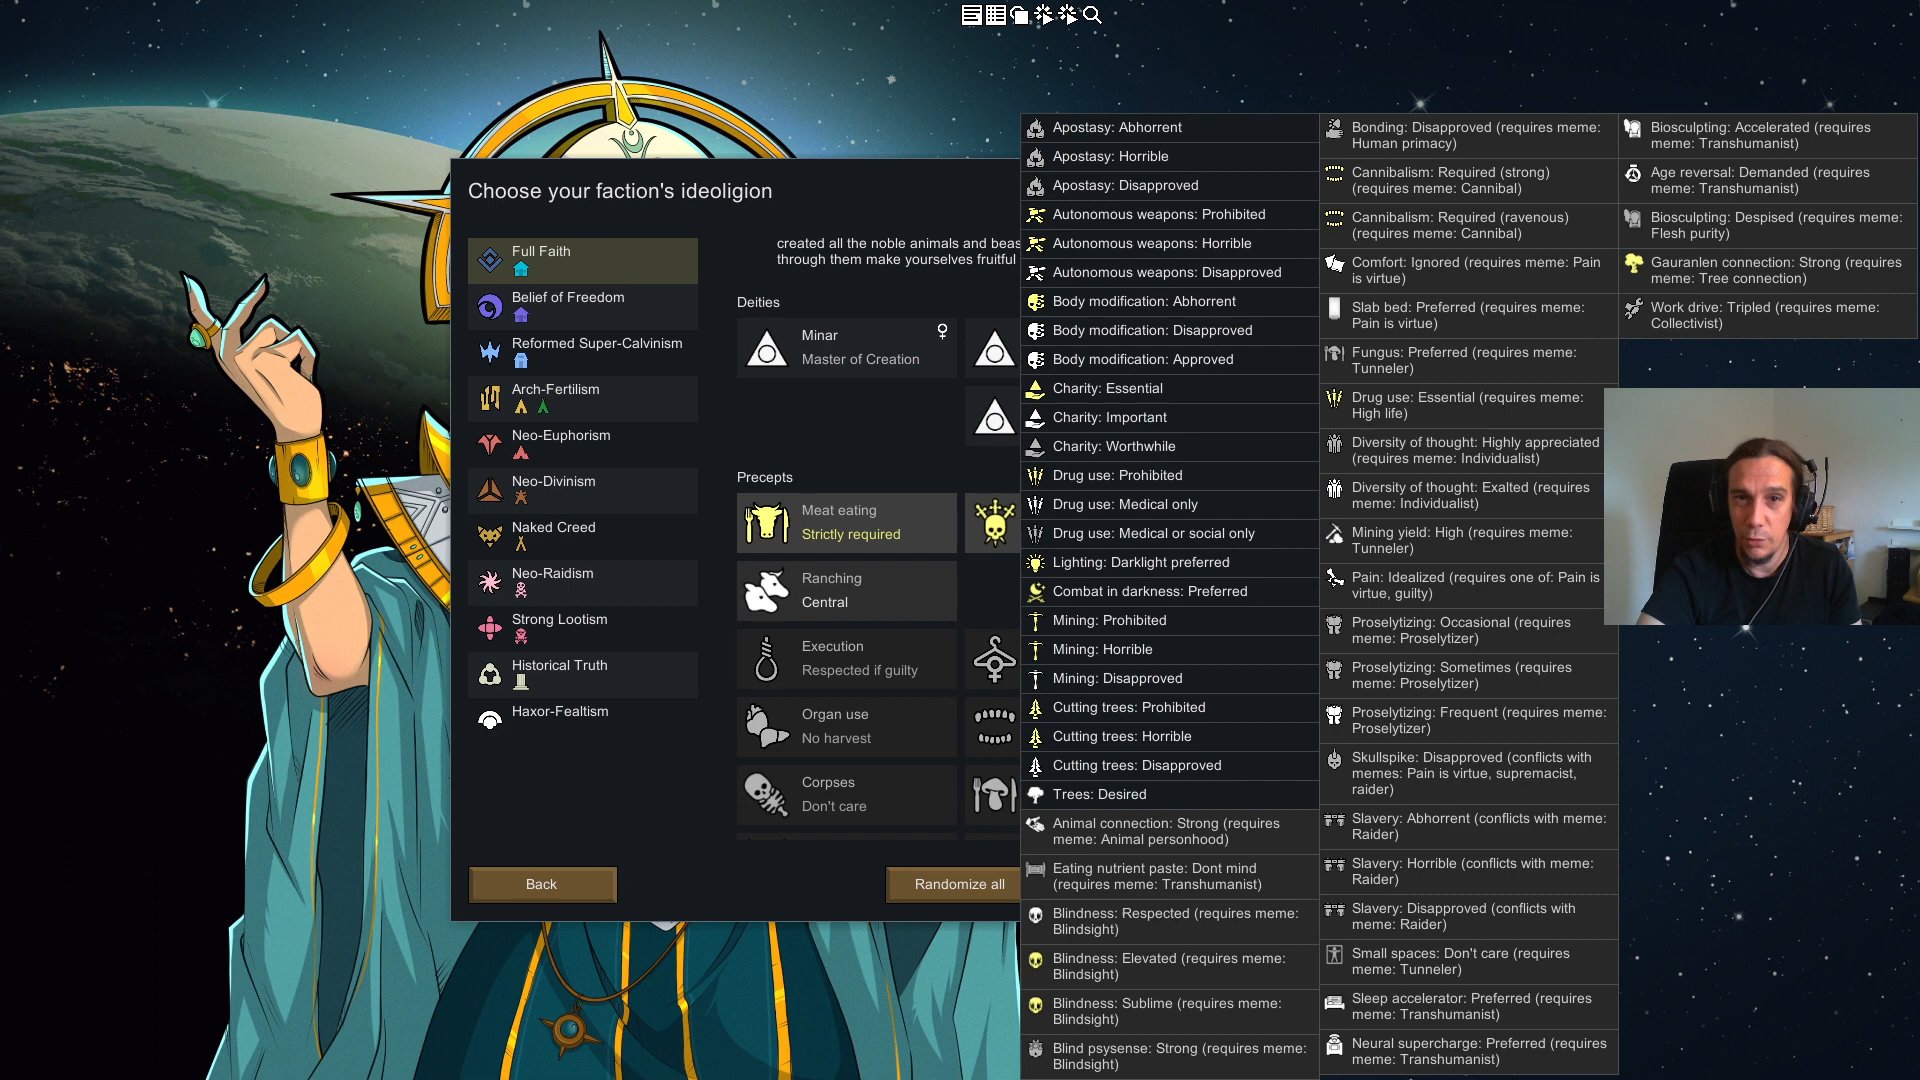 Choose your faction's ideoligion
Full Faith
Belief of Freedom
Reformed Super-Calvinism
Arch-Fertilism
Neo-Euphorism
Neo-Divinism
Naked Creed
Neo-Raidism
Strong Lootism
Historical Truth
Haxor-Fealtism
created all the noble animals and beas
through them make yourselves fruitful
Deities
Minar
Master of Creation
Precepts
Meat eating
Strictly required
Ranching
Central
Execution
Respected if guilty
Organ use
No harvest
Corpses
Don't care
Back
Randomize all
Apostasy: Abhorrent
Apostasy: Horrible
Apostasy: Disapproved
Autonomous weapons: Prohibited
Autonomous weapons: Horrible
Autonomous weapons: Disapproved
Body modification: Abhorrent
Body modification: Disapproved
Body modification: Approved
Charity: Essential
Charity: Important
Charity: Worthwhile
Drug use: Prohibited
Drug use: Medical only
Drug use: Medical or social only
Lighting: Darklight preferred
Combat in darkness: Preferred
Mining: Prohibited
Mining: Horrible
Mining: Disapproved
Cutting trees: Prohibited
Cutting trees: Horrible
Cutting trees: Disapproved
Trees: Desired
Animal connection: Strong (requires
meme: Animal personhood)
Eating nutrient paste: Dont mind
(requires meme: Transhumanist)
Blindness: Respected (requires meme:
Blindsight)
Blindness: Elevated (requires meme:
Blindsight)
Blindness: Sublime (requires meme:
Blindsight)
Blind psysense: Strong (requires meme:
Blindsight)
Bonding: Disapproved (requires meme:
Human primacy)
Cannibalism: Required (strong)
(requires meme: Cannibal)
Cannibalism: Required (ravenous)
(requires meme: Cannibal)
Comfort: Ignored (requires meme: Pain
is virtue)
Slab bed: Preferred (requires meme:
Pain is virtue)
Fungus: Preferred (requires meme:
Tunneler)
Drug use: Essential (requires meme:
High life)
Diversity of thought: Highly appreciated
(requires meme: Individualist)
Diversity of thought: Exalted (requires
meme: Individualist)
Mining yield: High (requires meme:
Tunneler)
Pain: Idealized (requires one of: Pain is
virtue, guilty)
Proselytizing: Occasional (requires
meme: Proselytizer)
Proselytizing: Sometimes (requires
meme: Proselytizer)
Proselytizing: Frequent (requires meme:
Proselytizer)
Skullspike: Disapproved (conflicts with
memes: Pain is virtue, supremacist,
raider)
Slavery: Abhorrent (conflicts with meme:
Raider)
Slavery: Horrible (conflicts with meme:
Raider)
Slavery: Disapproved (conflicts with
meme: Raider)
Small spaces: Don't care (requires
meme: Tunneler)
Sleep accelerator: Preferred (requires
meme: Transhumanist)
Neural supercharge: Preferred (requires
meme: Transhumanist)
Biosculpting: Accelerated (requires
meme: Transhumanist)
Age reversal: Demanded (requires
meme: Transhumanist)
Biosculpting: Despised (requires meme:
Flesh purity)
Gauranlen connection: Strong (requires
meme: Tree connection)
Work drive: Tripled (requires meme:
Collectivist)